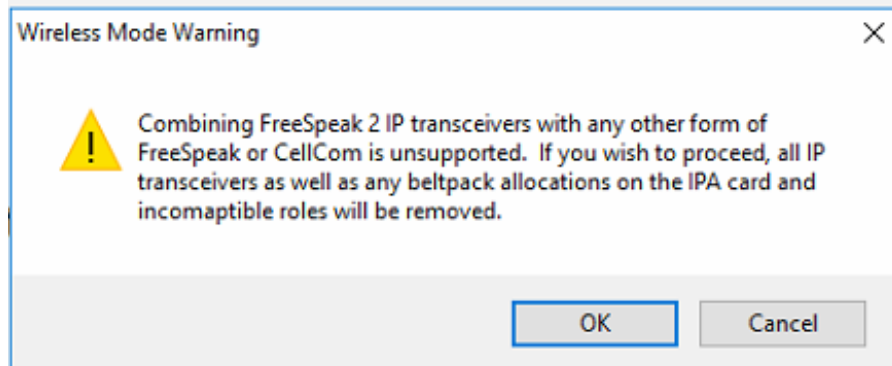 Wireless Mode Warning
Combining FreeSpeak 2 IP transceivers with any other form of
FreeSpeak or CellCom is unsupported.  If you wish to proceed, all IP
transceivers as well as any beltpack allocations on the IPA card and
incomaptible roles will be removed.
OK
Cancel